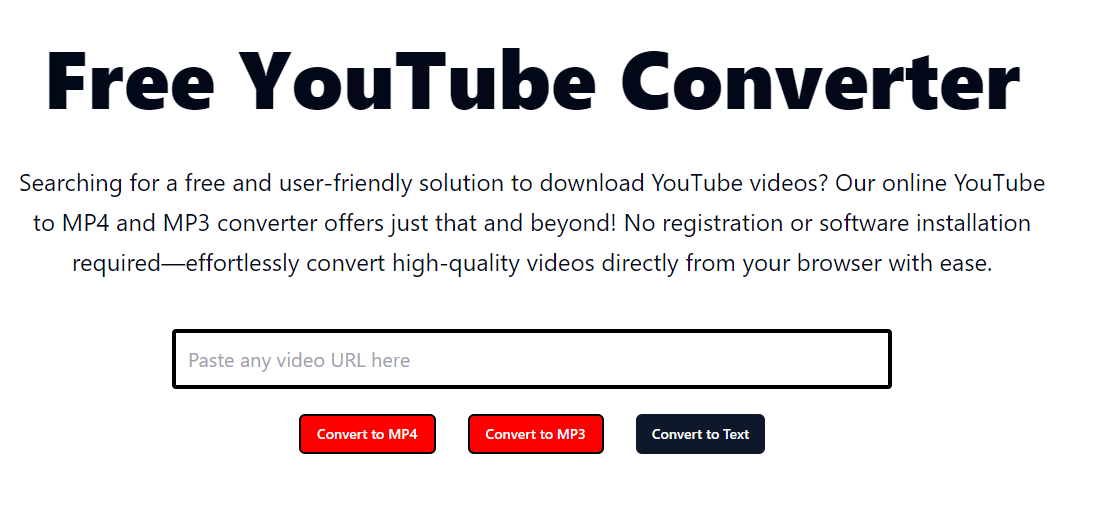 Free YouTube Converter
Searching for a free and user-friendly solution to download YouTube videos? Our online YouTube
to MP4 and MP3 converter offers just that and beyond! No registration or software installation
required—effortlessly convert high-quality videos directly from your browser with ease.
Paste any video URL here
Convert to MP4
Convert to MP3
Convert to Text